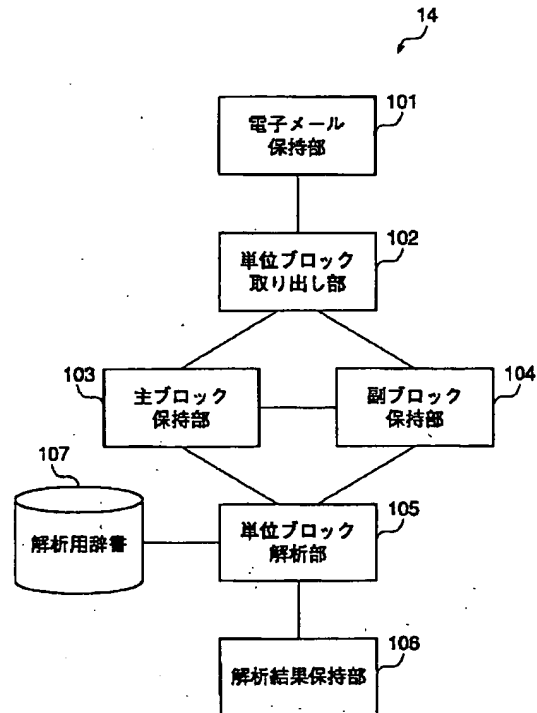 14
101
電子メール
保持部
102
単位ブロック
取り出し部
103
主ブロック
保持部
104
副ブロック
保持部
107
解析用辞書
105
単位ブロック
解析部
106
解析結果保持部